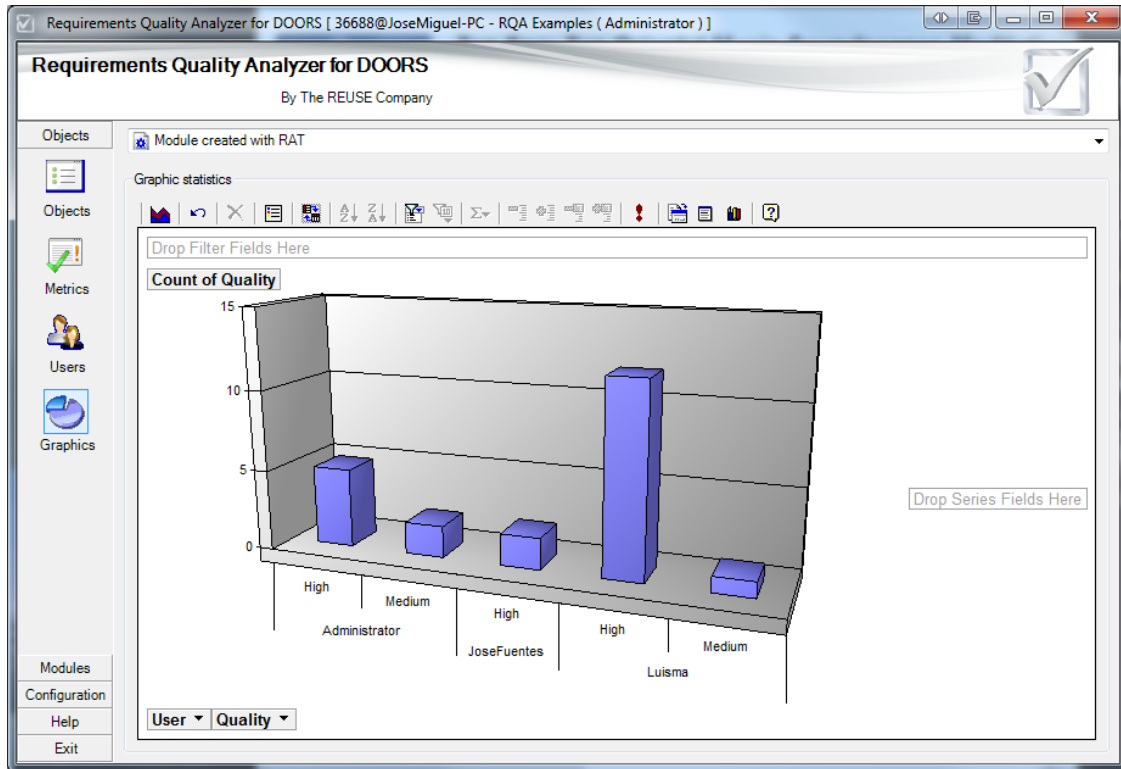 Requirements Quality Analyzer for DOORS [ 36688@JoseMiguel-PC - RQA Examples ( Administrator ) ]
Requirements Quality Analyzer for DOORS
By The REUSE Company
Objects
Module created with RAT
Graphic statistics
Objects
Metrics
Users
Graphics
Drop Filter Fields Here
Count of Quality
15
10
5
0
Drop Series Fields Here
High
Medium
High
High
Medium
Administrator
JoseFuentes
Luisma
User
Quality
Modules
Configuration
Help
Exit